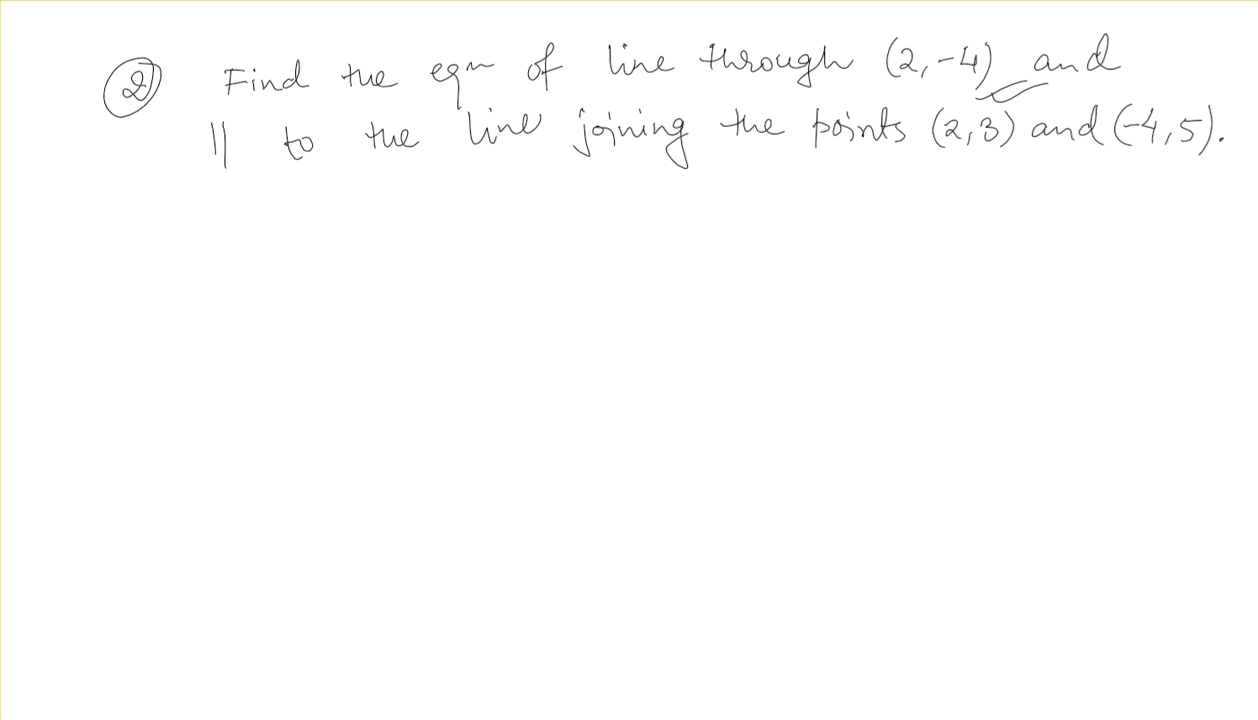 ② Find the eqn of line through (2,-4) and
|| to the line joining the points (2,3) and (-4,5).